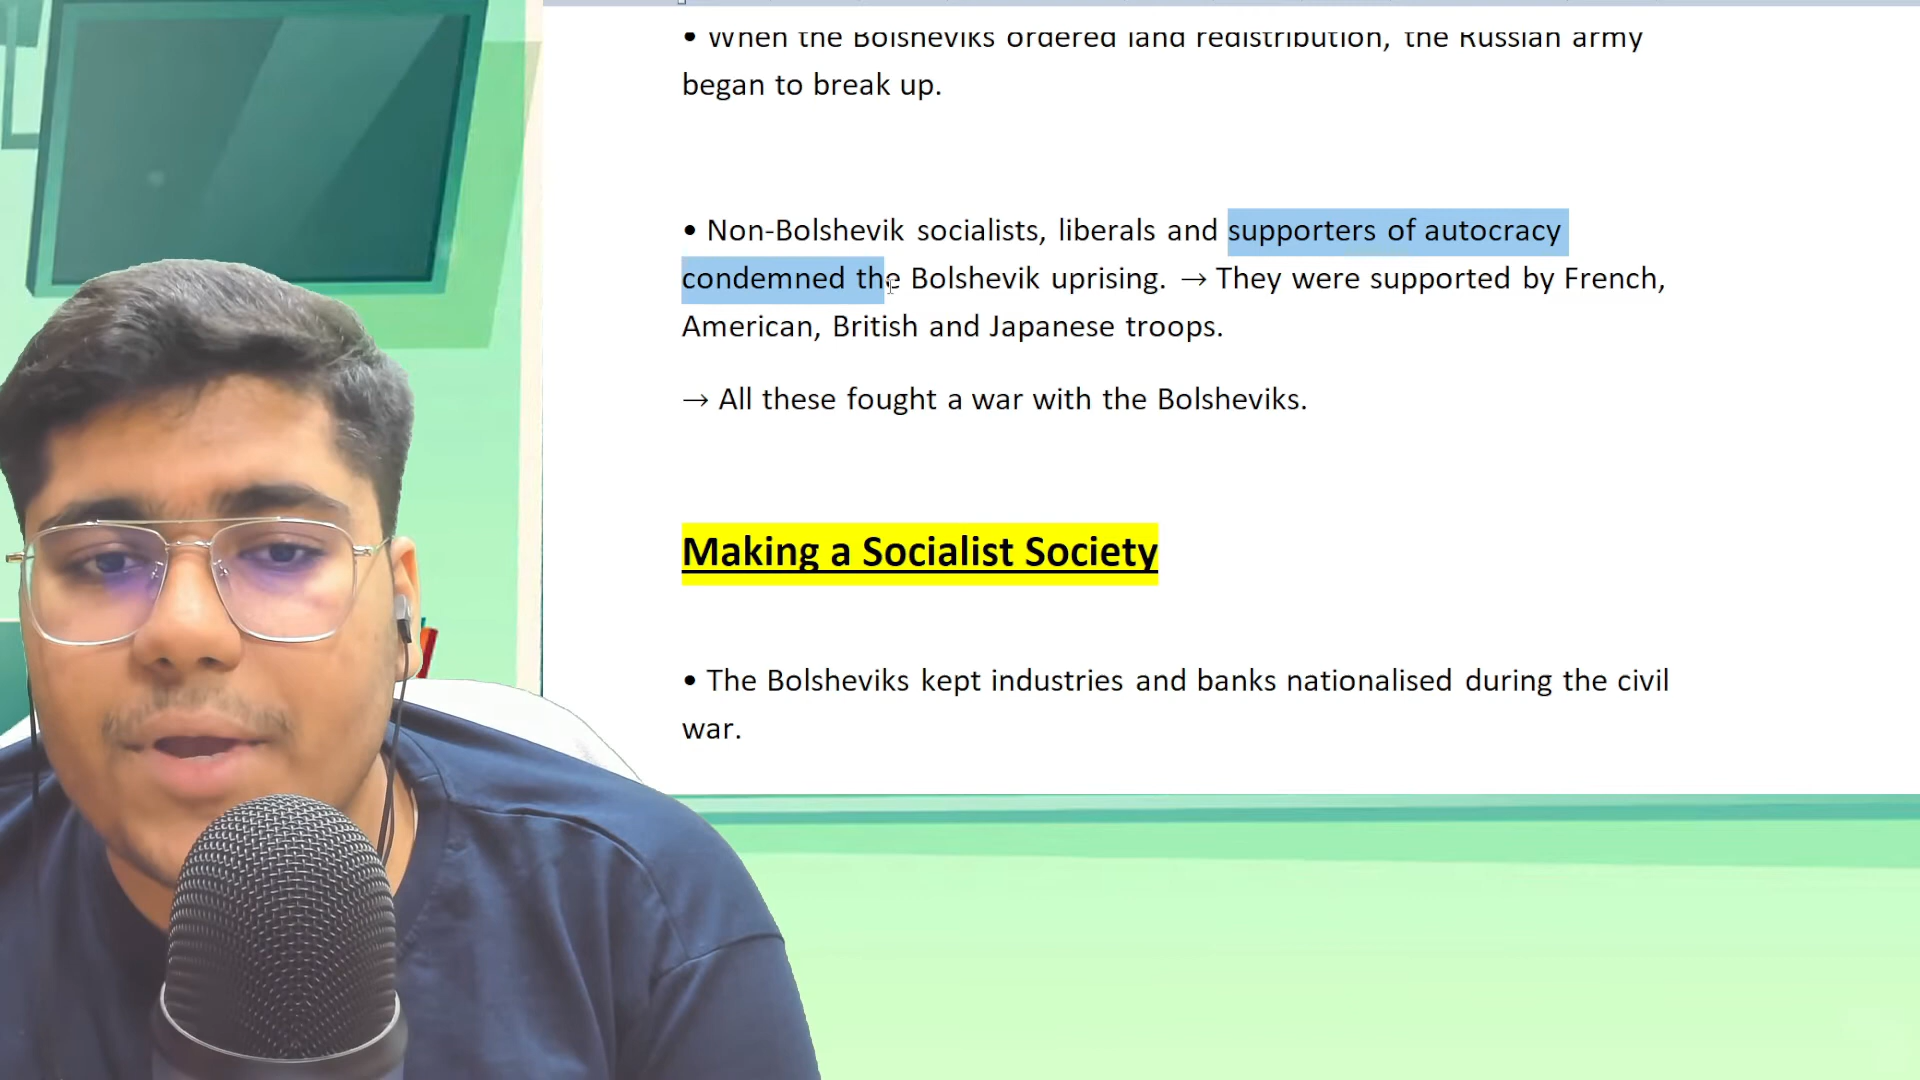 • When the Bolsheviks ordered land redistribution, the Russian army
began to break up.
• Non-Bolshevik socialists, liberals and supporters of autocracy
condemned the Bolshevik uprising. → They were supported by French,
American, British and Japanese troops.
→ All these fought a war with the Bolsheviks.
Making a Socialist Society
• The Bolsheviks kept industries and banks nationalised during the civil
war.